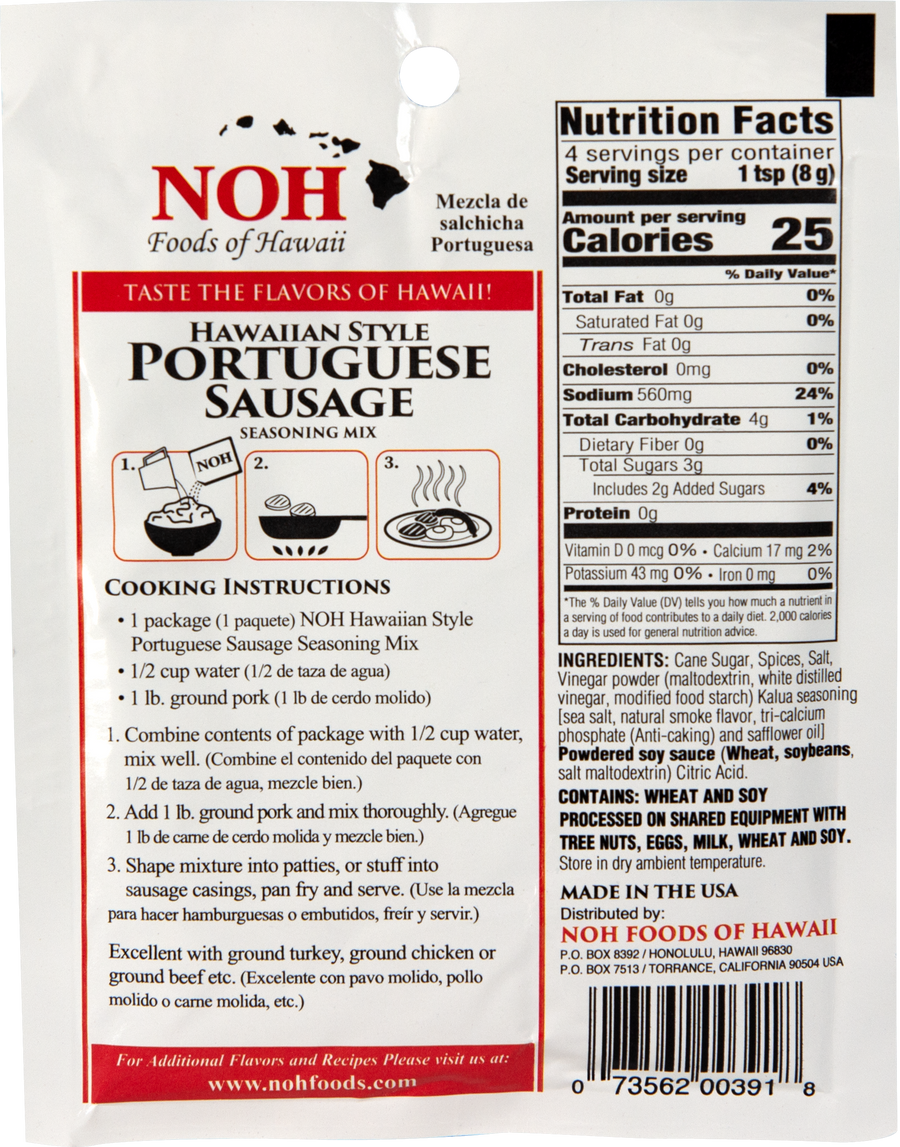 NOH
Foods of Hawaii
Mezcla de
salchicha
Portuguesa
TASTE THE FLAVORS OF HAWAII!
HAWAIIAN STYLE
PORTUGUESE
SAUSAGE
SEASONING MIX
1.
NOH
2.
3.
COOKING INSTRUCTIONS
• 1 package (1 paquete) NOH Hawaiian Style
Portuguese Sausage Seasoning Mix
• 1/2 cup water (1/2 de taza de agua)
• 1 lb. ground pork (1 lb de cerdo molido)
1. Combine contents of package with 1/2 cup water,
mix well. (Combine el contenido del paquete con
1/2 de taza de agua, mezcle bien.)
2. Add 1 lb. ground pork and mix thoroughly. (Agregue
1 lb de carne de cerdo molida y mezcle bien.)
3. Shape mixture into patties, or stuff into
sausage casings, pan fry and serve. (Use la mezcla
para hacer hamburguesas o embutidos, freír y servir.)
Excellent with ground turkey, ground chicken or
ground beef etc. (Excelente con pavo molido, pollo
molido o carne molida, etc.)
For Additional Flavors and Recipes Please visit us at:
www.nohfoods.com
Nutrition Facts
4 servings per container
Serving size 1 tsp (8 g)
Amount per serving
Calories 25
% Daily Value*
Total Fat 0g 0%
Saturated Fat 0g 0%
Trans Fat 0g
Cholesterol 0mg 0%
Sodium 560mg 24%
Total Carbohydrate 4g 1%
Dietary Fiber 0g 0%
Total Sugars 3g
Includes 2g Added Sugars 4%
Protein 0g
Vitamin D 0 mcg 0% • Calcium 17 mg 2%
Potassium 43 mg 0% • Iron 0 mg 0%
*The % Daily Value (DV) tells you how much a nutrient in
a serving of food contributes to a daily diet. 2,000 calories
a day is used for general nutrition advice.
INGREDIENTS: Cane Sugar, Spices, Salt,
Vinegar powder (maltodextrin, white distilled
vinegar, modified food starch) Kalua seasoning
[sea salt, natural smoke flavor, tri-calcium
phosphate (Anti-caking) and safflower oil]
Powdered soy sauce (Wheat, soybeans,
salt maltodextrin) Citric Acid.
CONTAINS: WHEAT AND SOY
PROCESSED ON SHARED EQUIPMENT WITH
TREE NUTS, EGGS, MILK, WHEAT AND SOY.
Store in dry ambient temperature.
MADE IN THE USA
Distributed by:
NOH FOODS OF HAWAII
P.O. BOX 8392 / HONOLULU, HAWAII 96830
P.O. BOX 7513 / TORRANCE, CALIFORNIA 90504 USA
0 73562 00391 8